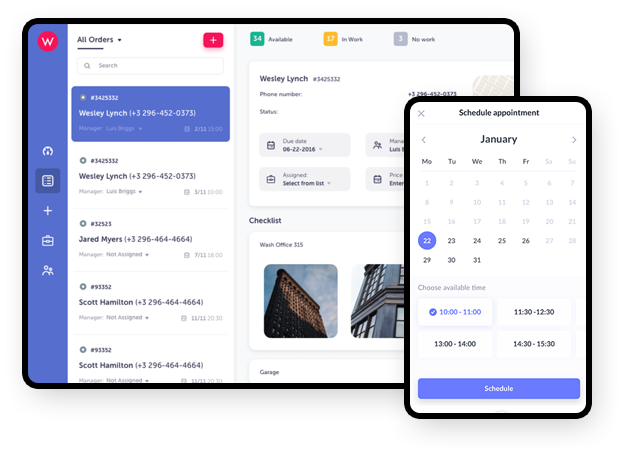 W
All Orders
+
Search
#3425332
Wesley Lynch (+3 296-452-0373)
Manager: Luis Briggs
2/11 15:00
#3425332
Wesley Lynch (+3 296-452-0373)
Manager: Luis Briggs
3/11 10:00
#32523
Jared Myers (+3 296-464-4664)
Manager: Not Assigned
7/11 18:00
#93352
Scott Hamilton (+3 296-464-4664)
Manager: Not Assigned
11/11 20:30
#93352
Scott Hamilton (+3 296-464-4664)
Manager: Not Assigned
11/11 20:30
34 Available
17 In Work
3 No work
Wesley Lynch #3425332
Phone number: +3 296-452-0373
Status:
Due date
06-22-2016
Mana
Luis B
Assigned:
Select from list
Price
Enter
Checklist
Wash Office 315
Garage
Schedule appointment
January
Mo Tu We Th Fr Sa Su
1 2 3 4 5 6 7
8 9 10 11 12 13 14
15 16 17 18 19 20 21
22 23 24 25 26 27 28
29 30 31
Choose available time
10:00 - 11:00
11:30 -12:30
13:00 - 14:00
14:30 - 15:30
Schedule